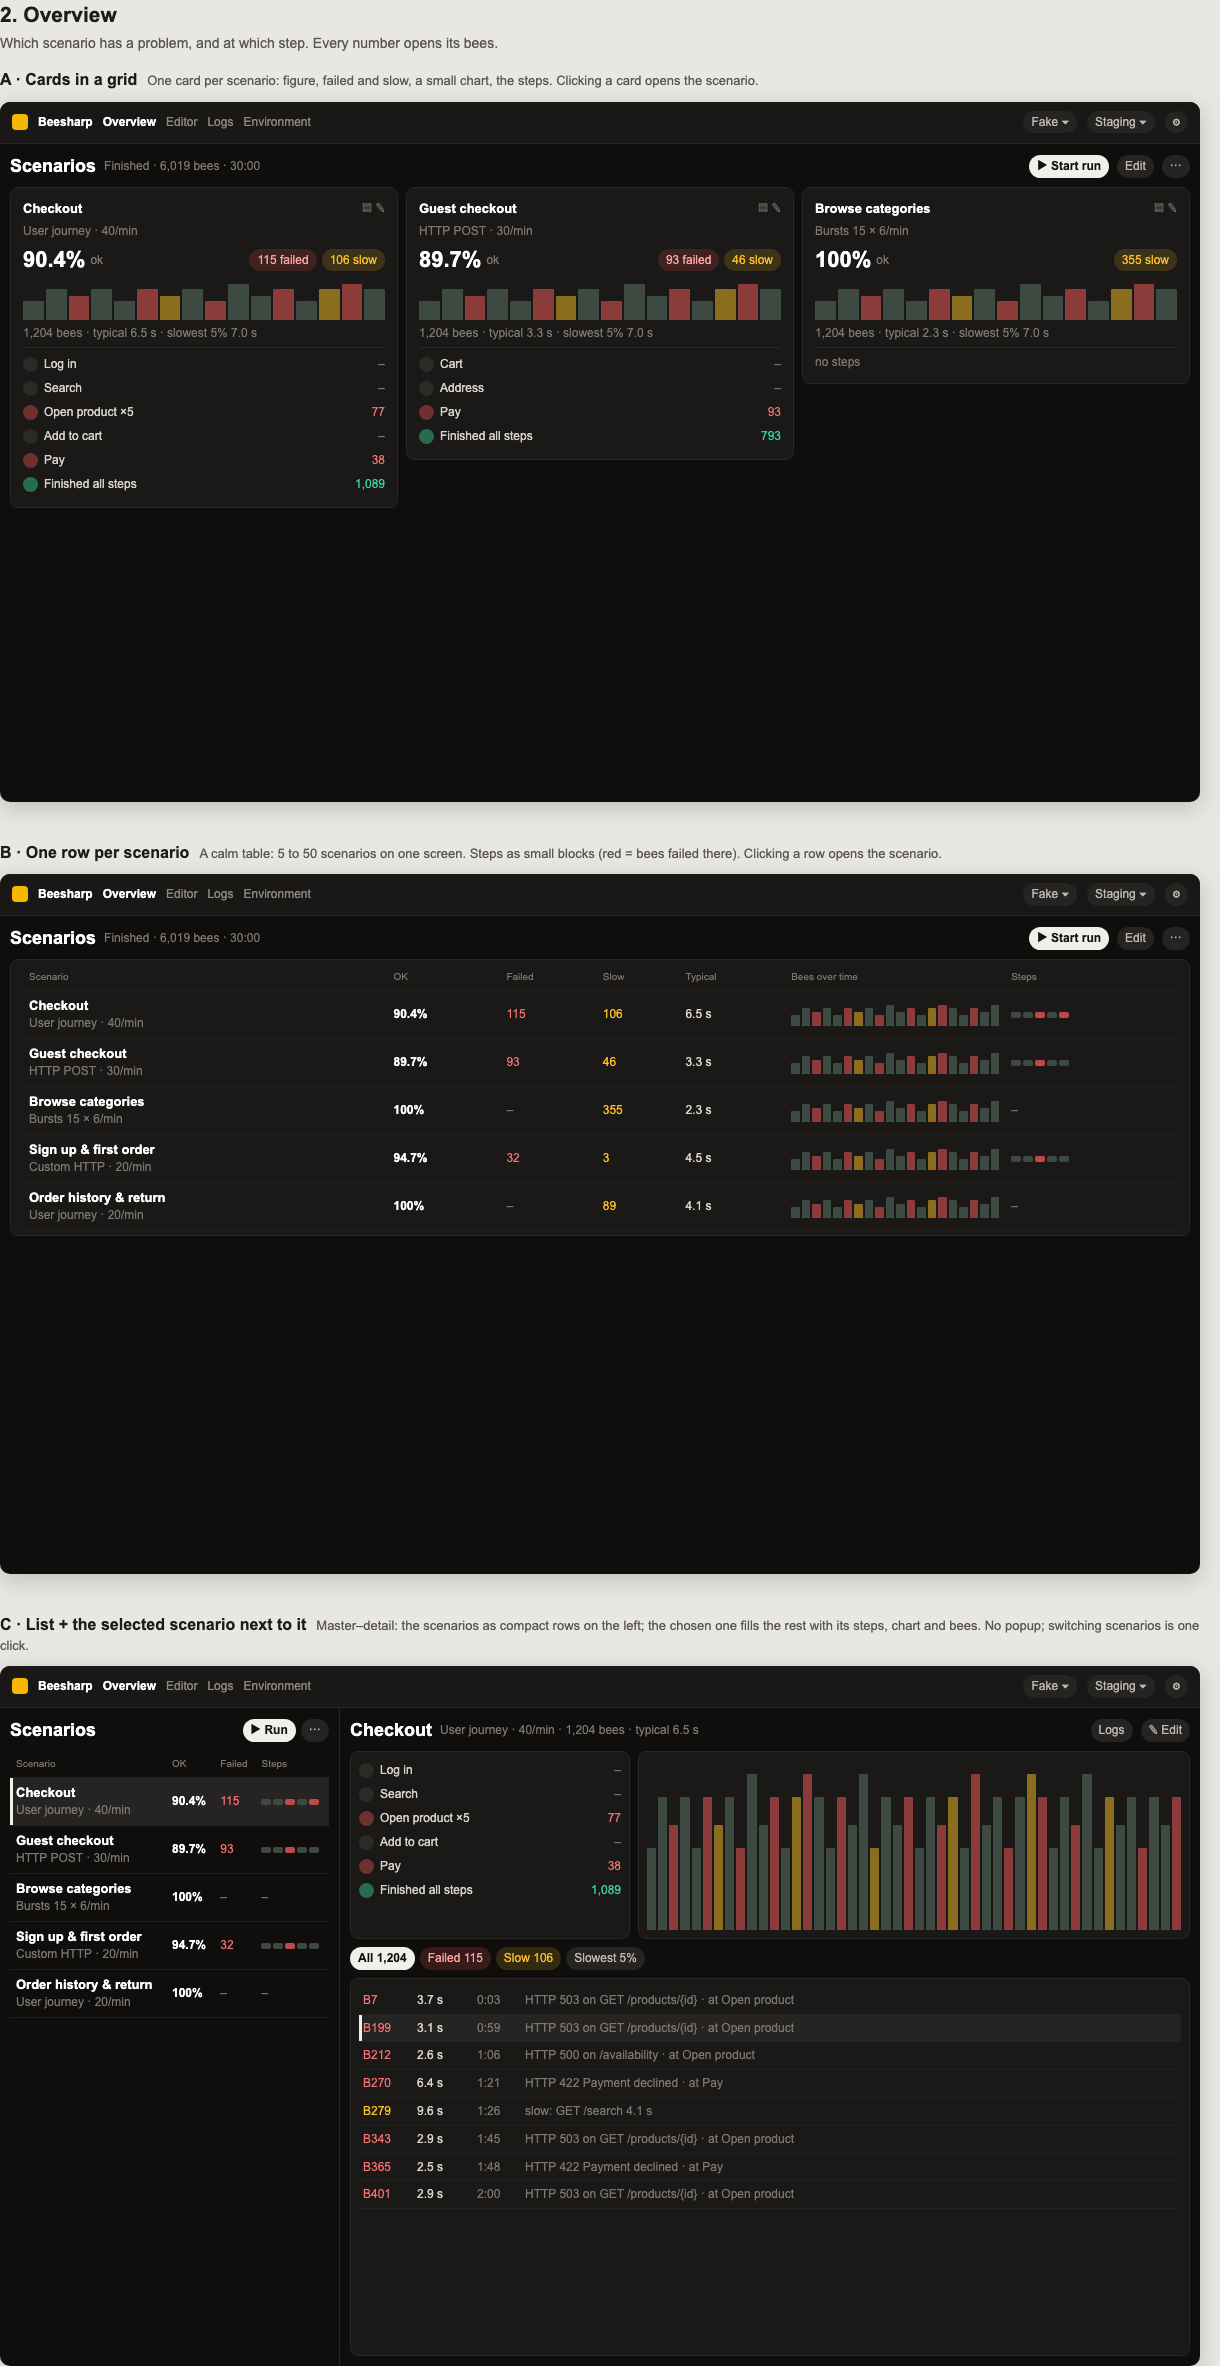 2. Overview
Which scenario has a problem, and at which step. Every number opens its bees.
A · Cards in a grid One card per scenario: figure, failed and slow, a small chart, the steps. Clicking a card opens the scenario.
Beesharp Overview Editor Logs Environment Fake Staging
Scenarios Finished · 6,019 bees · 30:00 Start run Edit ...
Checkout
User journey · 40/min
90.4% ok 115 failed 106 slow
1,204 bees · typical 6.5 s · slowest 5% 7.0 s
Log in –
Search –
Open product ×5 77
Add to cart –
Pay 38
Finished all steps 1,089
Guest checkout
HTTP POST · 30/min
89.7% ok 93 failed 46 slow
1,204 bees · typical 3.3 s · slowest 5% 7.0 s
Cart –
Address –
Pay 93
Finished all steps 793
Browse categories
Bursts 15 × 6/min
100% ok 355 slow
1,204 bees · typical 2.3 s · slowest 5% 7.0 s
no steps
B · One row per scenario A calm table: 5 to 50 scenarios on one screen. Steps as small blocks (red = bees failed there). Clicking a row opens the scenario.
Beesharp Overview Editor Logs Environment Fake Staging
Scenarios Finished · 6,019 bees · 30:00 Start run Edit ...
Scenario OK Failed Slow Typical Bees over time Steps
Checkout
User journey · 40/min
90.4% 115 106 6.5 s
Guest checkout
HTTP POST · 30/min
89.7% 93 46 3.3 s
Browse categories
Bursts 15 × 6/min
100% – 355 2.3 s –
Sign up & first order
Custom HTTP · 20/min
94.7% 32 3 4.5 s
Order history & return
User journey · 20/min
100% – 89 4.1 s –
C · List + the selected scenario next to it Master–detail: the scenarios as compact rows on the left; the chosen one fills the rest with its steps, chart and bees. No popup; switching scenarios is one
click.
Beesharp Overview Editor Logs Environment Fake Staging
Scenarios Run ...
Scenario OK Failed Steps
Checkout
User journey · 40/min
90.4% 115
Guest checkout
HTTP POST · 30/min
89.7% 93
Browse categories
Bursts 15 × 6/min
100% – –
Sign up & first order
Custom HTTP · 20/min
94.7% 32
Order history & return
User journey · 20/min
100% – –
Checkout User journey · 40/min · 1,204 bees · typical 6.5 s Logs Edit
Log in –
Search –
Open product ×5 77
Add to cart –
Pay 38
Finished all steps 1,089
All 1,204 Failed 115 Slow 106 Slowest 5%
B7 3.7 s 0:03 HTTP 503 on GET /products/{id} · at Open product
B199 3.1 s 0:59 HTTP 503 on GET /products/{id} · at Open product
B212 2.6 s 1:06 HTTP 500 on /availability · at Open product
B270 6.4 s 1:21 HTTP 422 Payment declined · at Pay
B279 9.6 s 1:26 slow: GET /search 4.1 s
B343 2.9 s 1:45 HTTP 503 on GET /products/{id} · at Open product
B365 2.5 s 1:48 HTTP 422 Payment declined · at Pay
B401 2.9 s 2:00 HTTP 503 on GET /products/{id} · at Open product